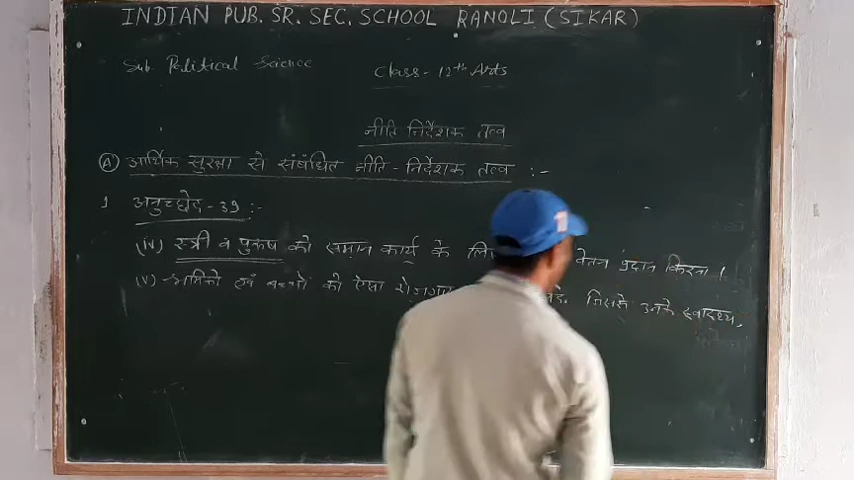 INDIAN PUB. SR. SEC. SCHOOL RANOLI (SIKAR)
Sub. Political Science
Class - 12th Arts
नीति निर्देशक तत्व
(A) आर्थिक सुरक्षा से संबंधित नीति - निर्देशक तत्व :-
1 अनुच्छेद - 39 :-
(iv) स्त्री व पुरूष को समान कार्य के वेतन प्रदान किरना ।
(v) श्रमिको एवं बच्चों को ऐसा जिससे उनके स्वास्थ्य,